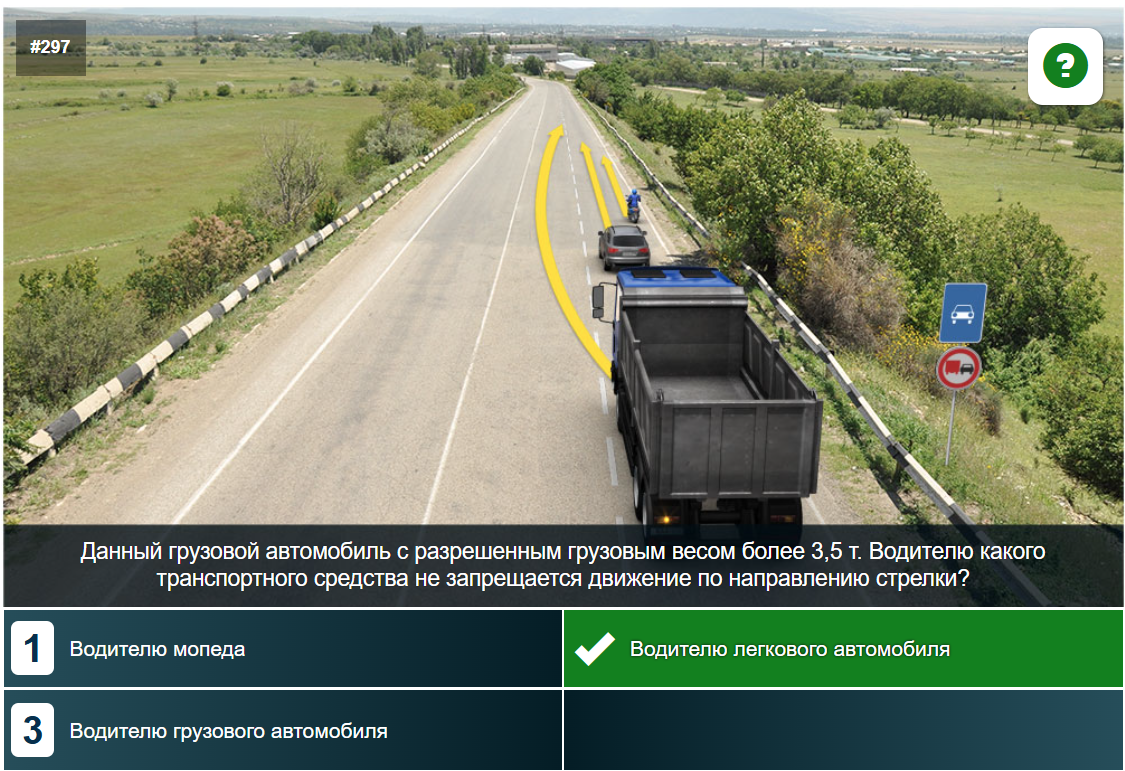 #297
?
Данный грузовой автомобиль с разрешенным грузовым весом более 3,5 т. Водителю какого
транспортного средства не запрещается движение по направлению стрелки?
1 Водителю мопеда
Водителю легкового автомобиля
3 Водителю грузового автомобиля